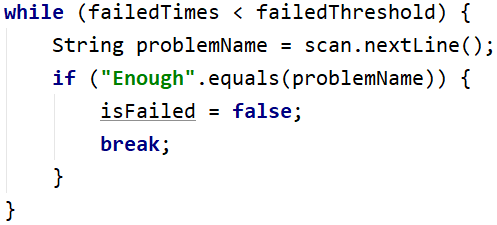 while (failedTimes < failedThreshold) {
    String problemName = scan.nextLine();
    if ("Enough".equals(problemName)) {
        isFailed = false;
        break;
    }
}